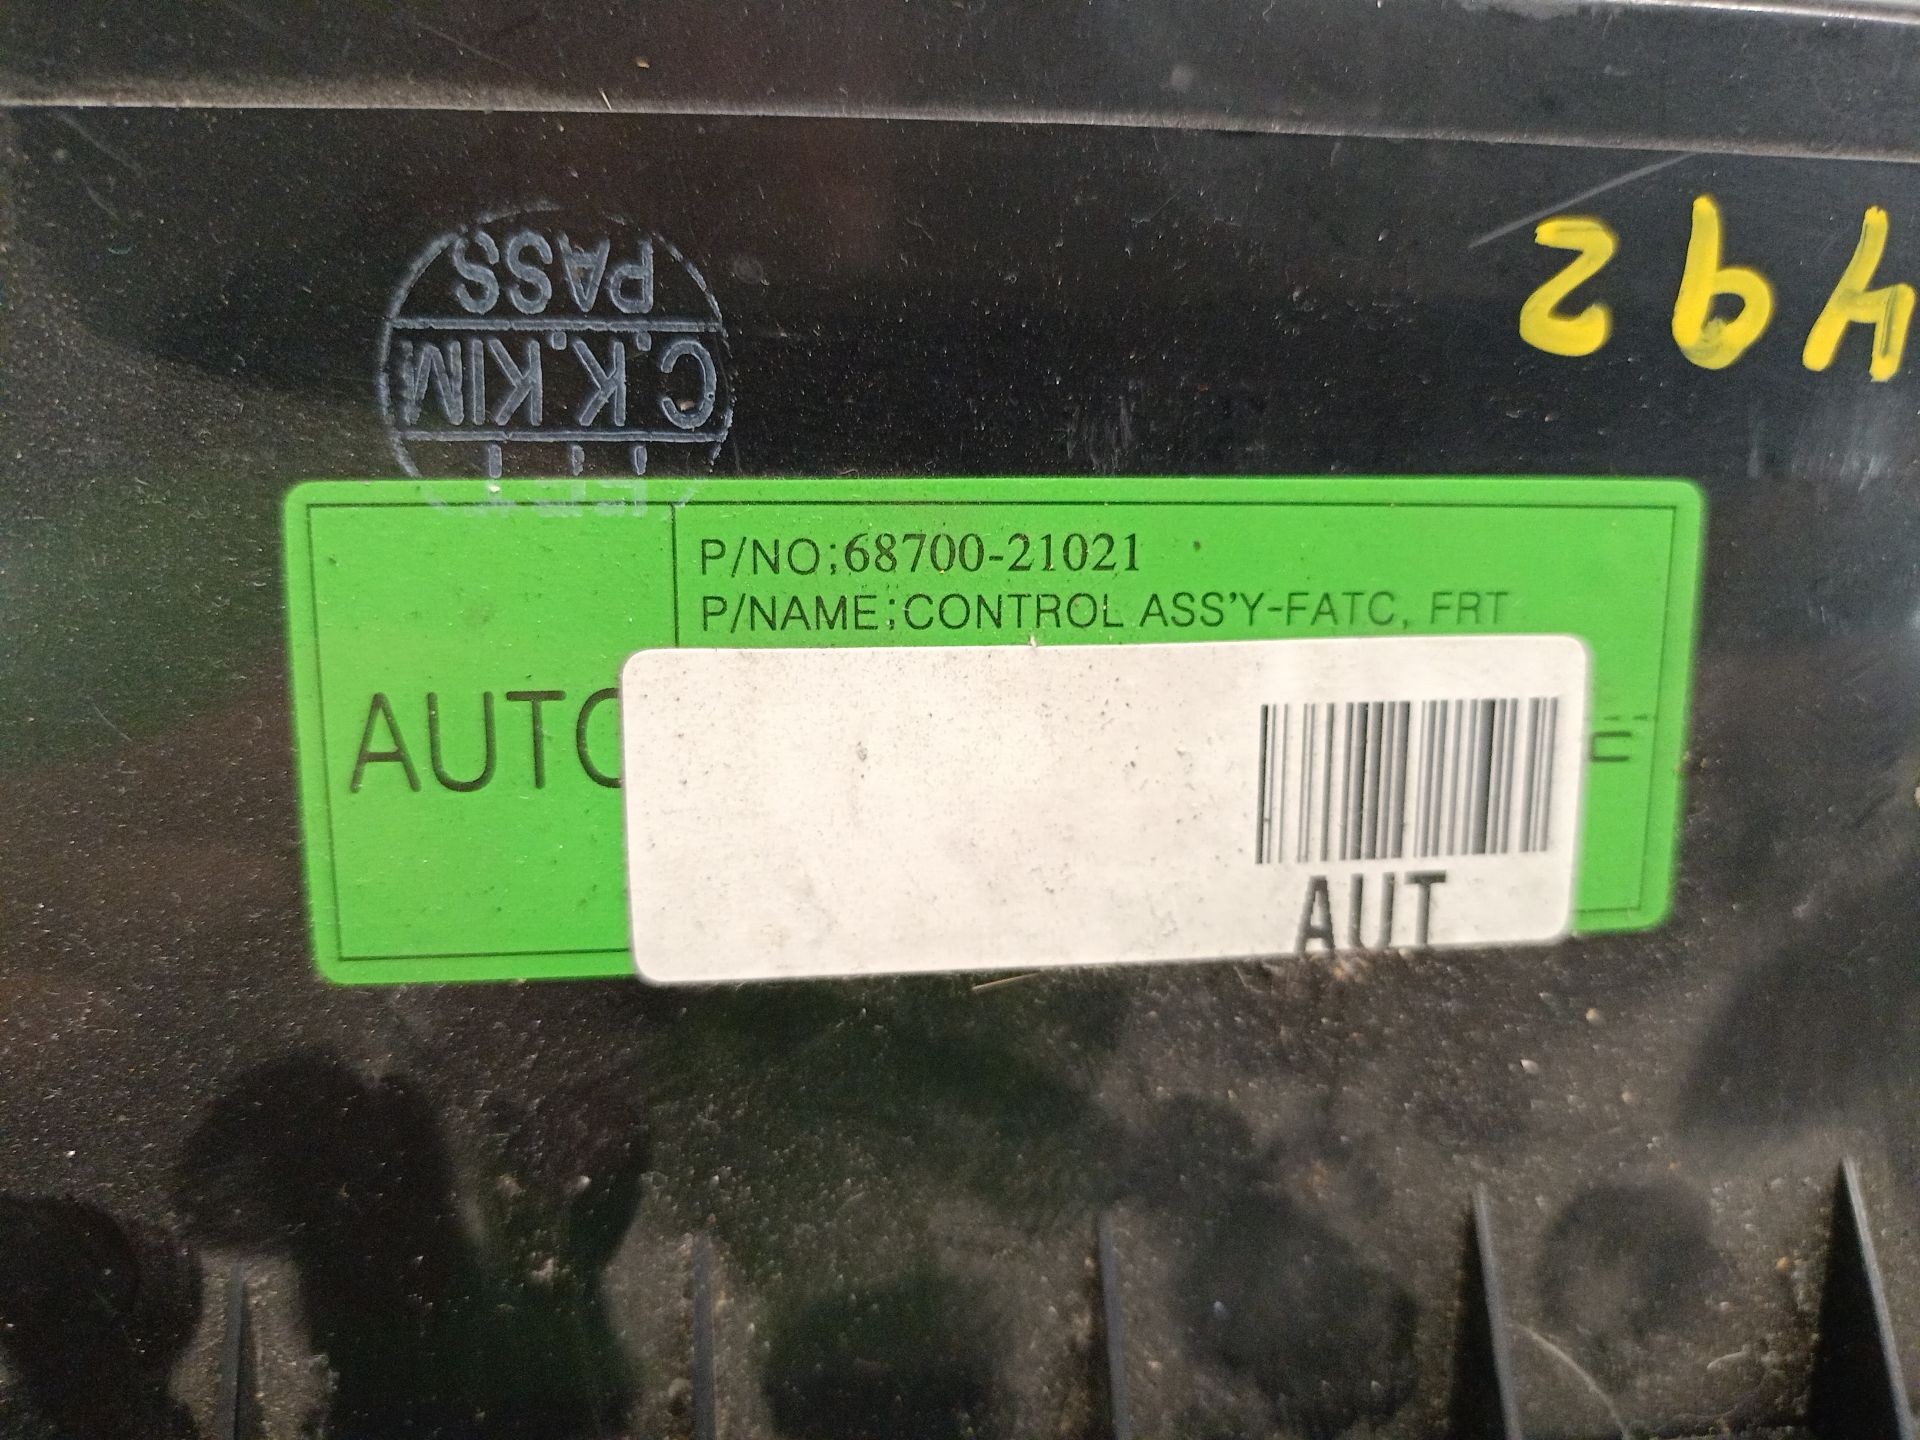 PASS
C.K.KIM
492
P/NO;68700-21021
P/NAME;CONTROL ASS'Y-FATC, FRT
AUTO
AUT